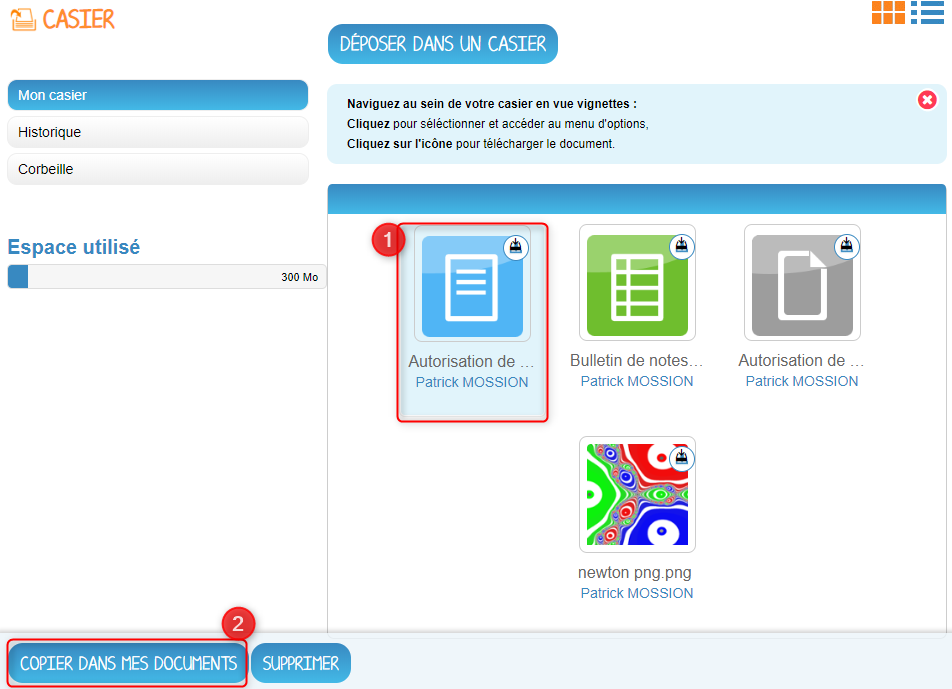 CASIER
DÉPOSER DANS UN CASIER
Mon casier
Historique
Corbeille
Espace utilisé
300 Mo
Naviguez au sein de votre casier en vue vignettes :
Cliquez pour séléctionner et accéder au menu d'options,
Cliquez sur l'icône pour télécharger le document.
1
Autorisation de ...
Patrick MOSSION
Bulletin de notes...
Patrick MOSSION
Autorisation de ...
Patrick MOSSION
newton png.png
Patrick MOSSION
2
COPIER DANS MES DOCUMENTS
SUPPRIMER